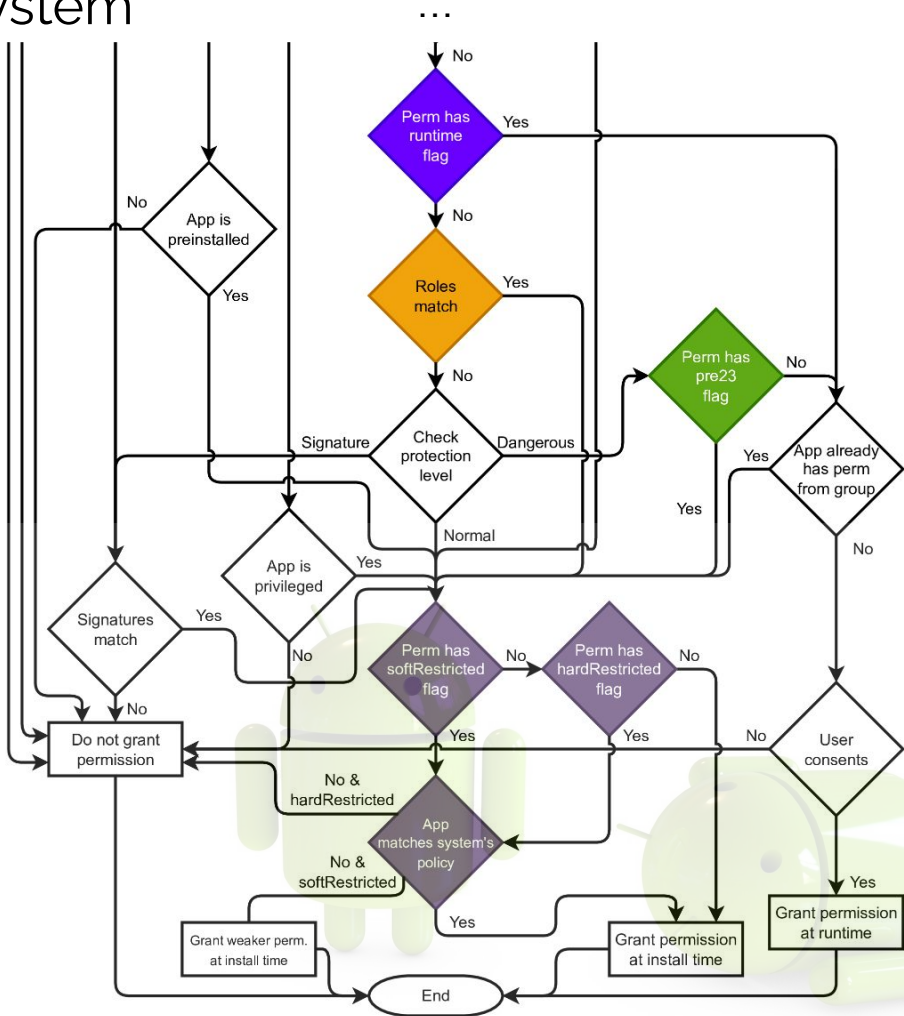 ystem
...
No
Perm has
runtime
flag
Yes
No
App is
preinstalled
No
Yes
Roles
match
Yes
No
Perm has
pre23
flag
No
Signature
Check
protection
level
Dangerous
Yes
App already
has perm
from group
Yes
Normal
No
App is
privileged
Yes
Signatures
match
Yes
No
Perm has
softRestricted
flag
No
Perm has
hardRestricted
flag
No
No
Do not grant
permission
Yes
Yes
No
User
consents
No &
hardRestricted
App
matches system's
policy
No &
softRestricted
Yes
Yes
Grant weaker perm.
at install time
Grant permission
at install time
Grant permission
at runtime
End